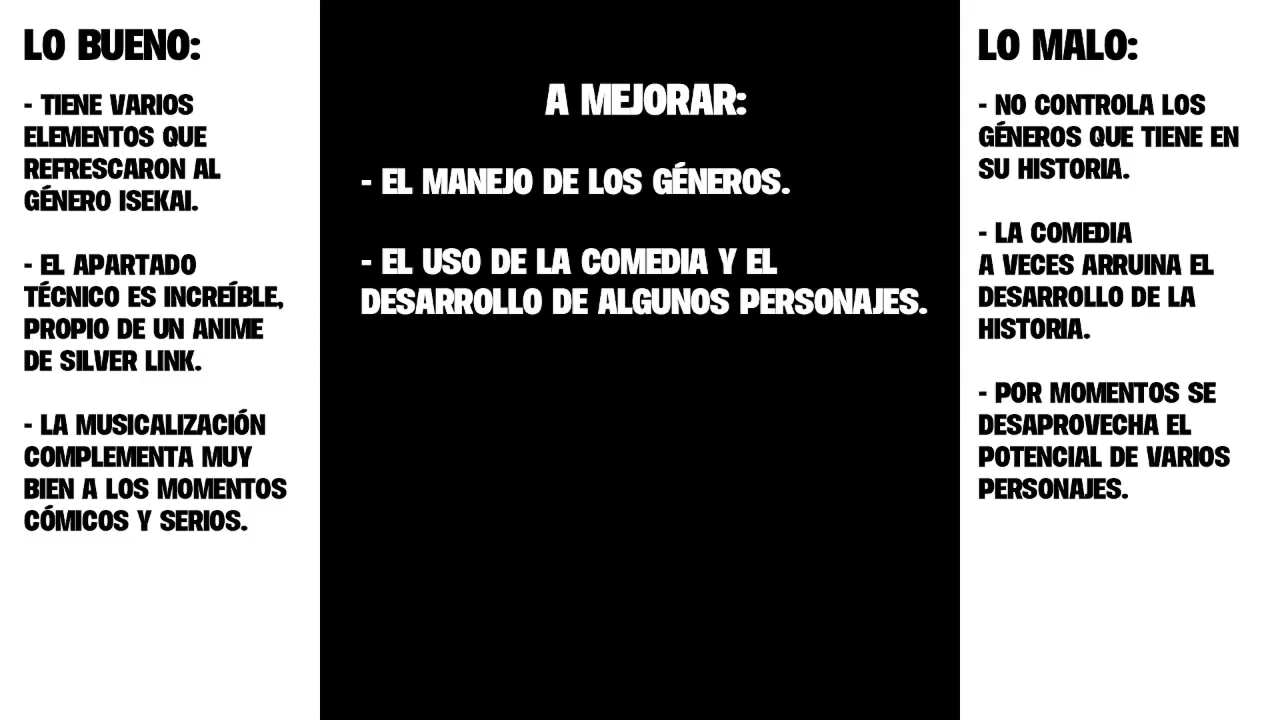 LO BUENO:
- TIENE VARIOS
ELEMENTOS QUE
REFRESCARON AL
GÉNERO ISEKAI.
- EL APARTADO
TÉCNICO ES INCREÍBLE,
PROPIO DE UN ANIME
DE SILVER LINK.
- LA MUSICALIZACIÓN
COMPLEMENTA MUY
BIEN A LOS MOMENTOS
CÓMICOS Y SERIOS.
A MEJORAR:
- EL MANEJO DE LOS GÉNEROS.
- EL USO DE LA COMEDIA Y EL
DESARROLLO DE ALGUNOS PERSONAJES.
LO MALO:
- NO CONTROLA LOS
GÉNEROS QUE TIENE EN
SU HISTORIA.
- LA COMEDIA
A VECES ARRUINA EL
DESARROLLO DE LA
HISTORIA.
- POR MOMENTOS SE
DESAPROVECHA EL
POTENCIAL DE VARIOS
PERSONAJES.